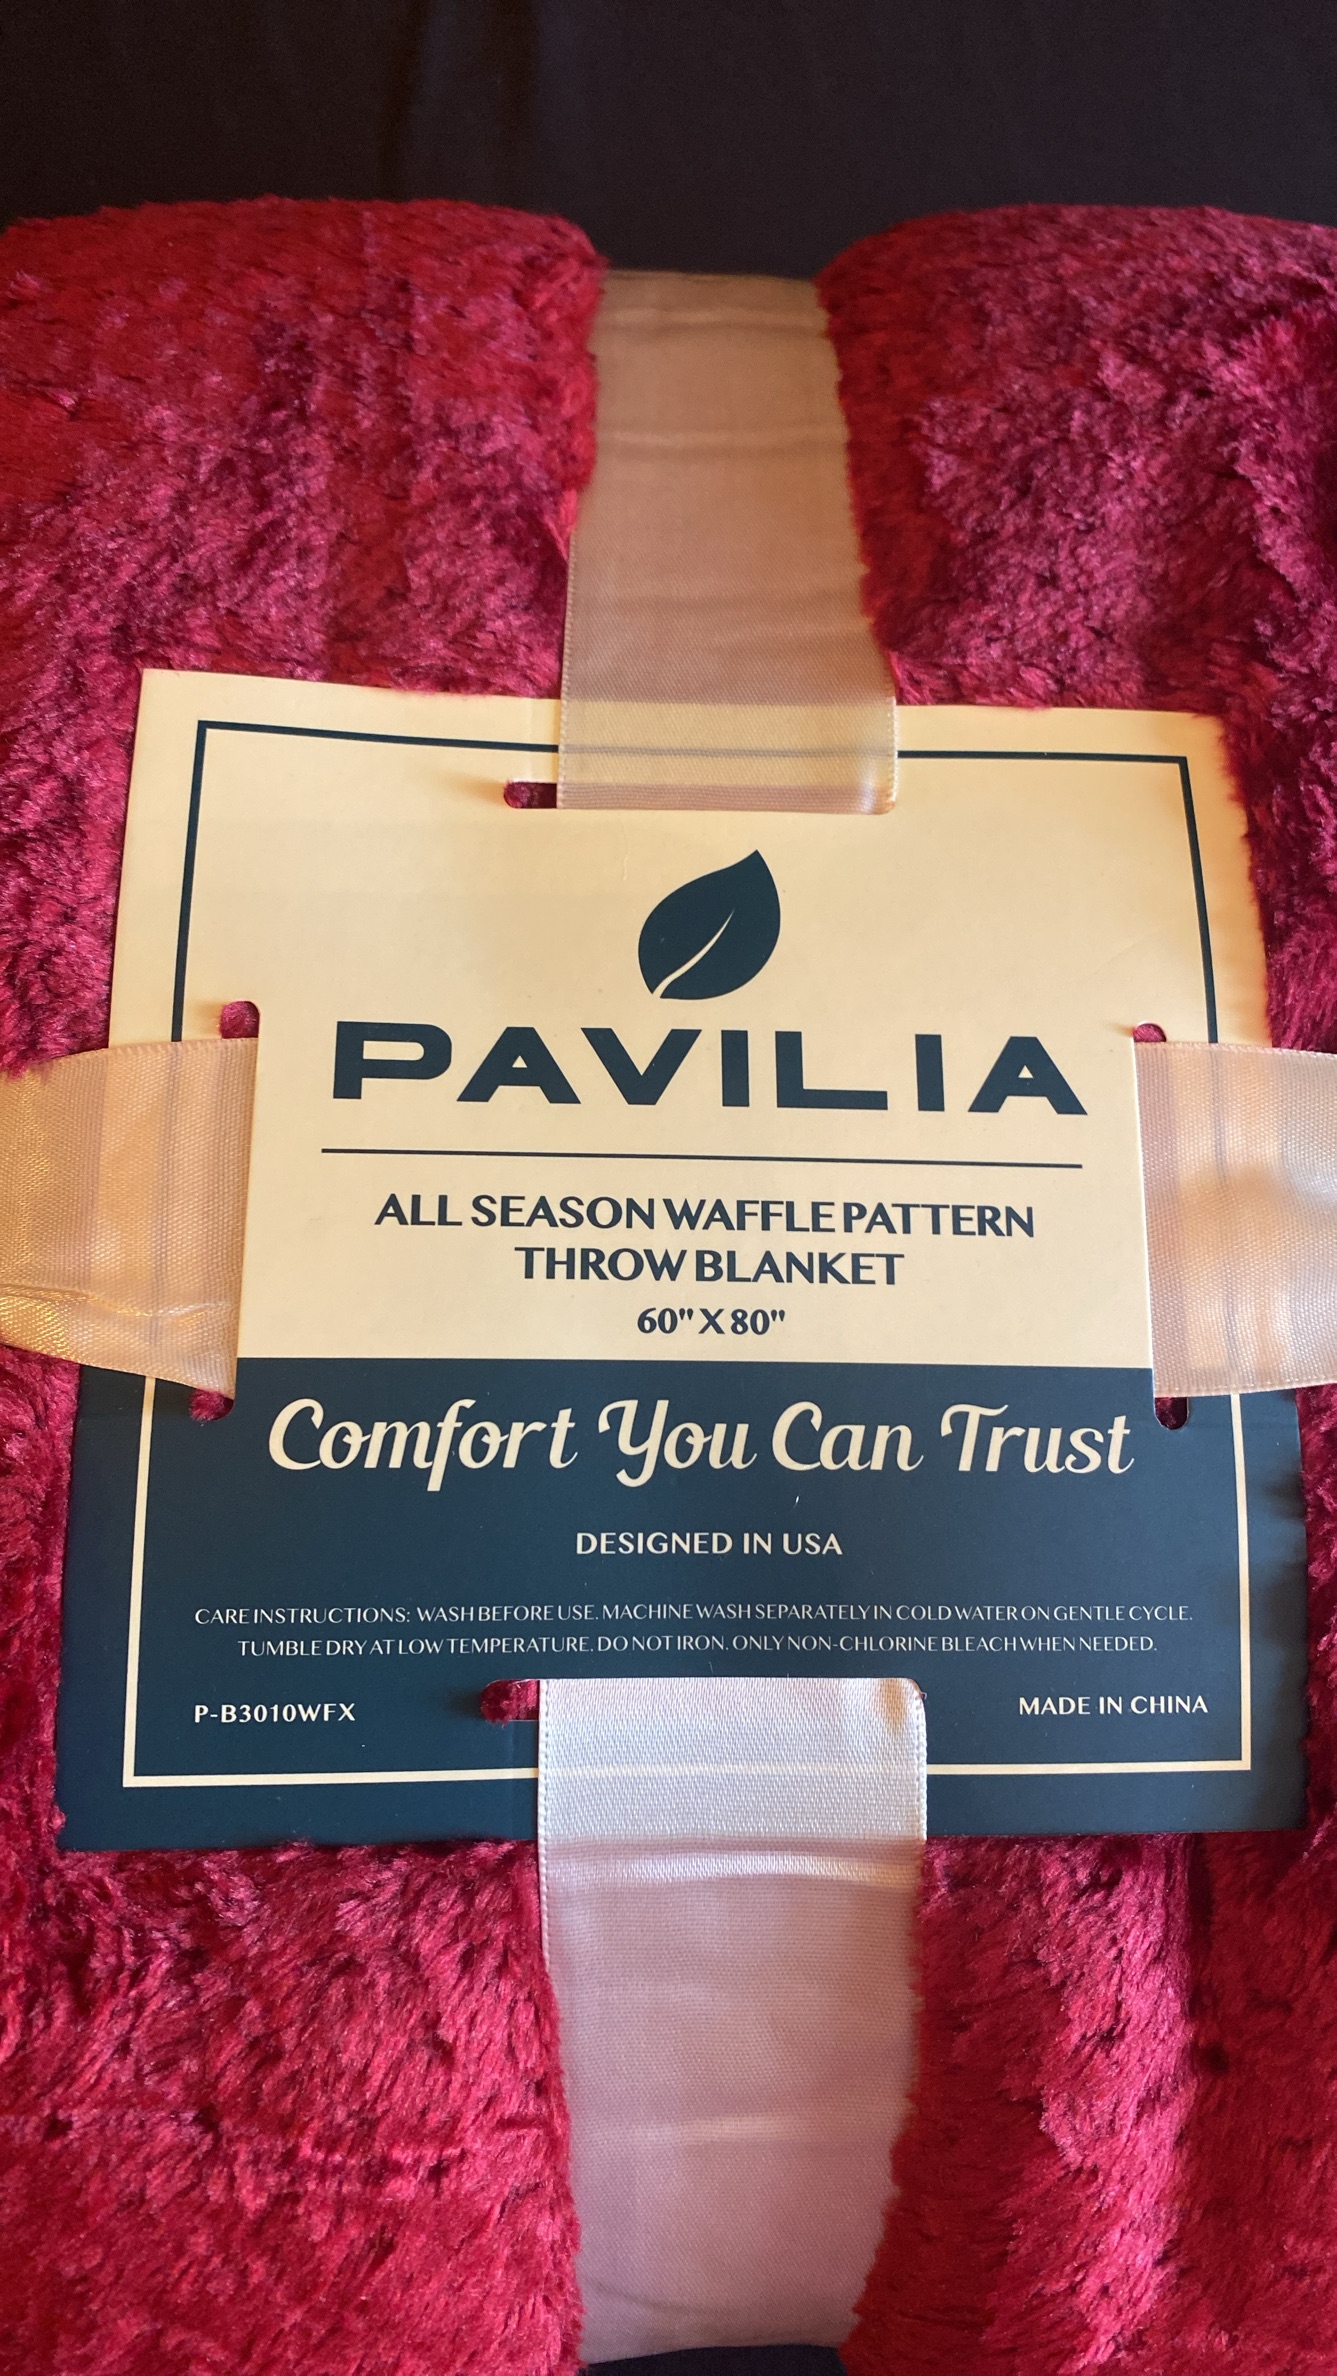 PAVILIA
ALL SEASON WAFFLE PATTERN
THROW BLANKET
60" X 80"
Comfort You Can Trust
DESIGNED IN USA
CARE INSTRUCTIONS: WASH BEFORE USE. MACHINE WASH SEPARATELY IN COLD WATER ON GENTLE CYCLE.
TUMBLE DRY AT LOW TEMPERATURE. DO NOT IRON. ONLY NON-CHLORINE BLEACH WHEN NEEDED.
P-B3010WFX
MADE IN CHINA